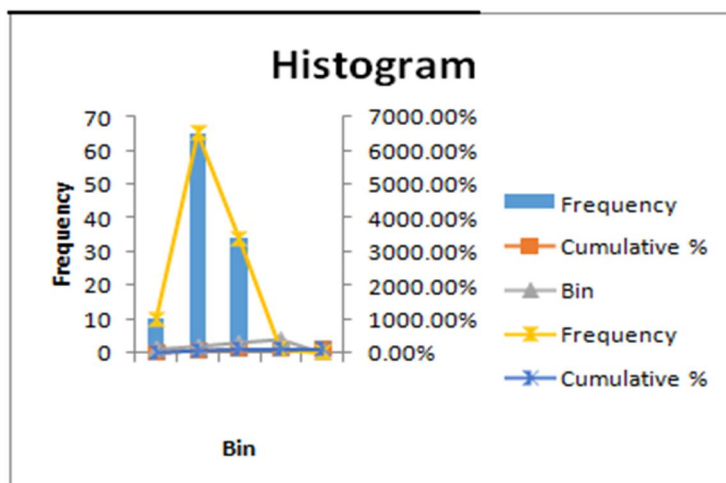 Histogram
Frequency
70
60
50
40
30
20
10
0
7000.00%
6000.00%
5000.00%
4000.00%
3000.00%
2000.00%
1000.00%
0.00%
Bin
Frequency
Cumulative %
Bin
Frequency
Cumulative %